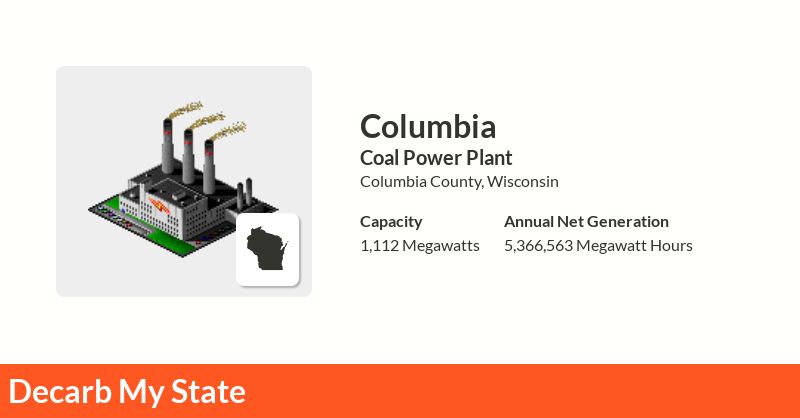 Columbia
Coal Power Plant
Columbia County, Wisconsin
Capacity
1,112 Megawatts
Annual Net Generation
5,366,563 Megawatt Hours
Decarb My State